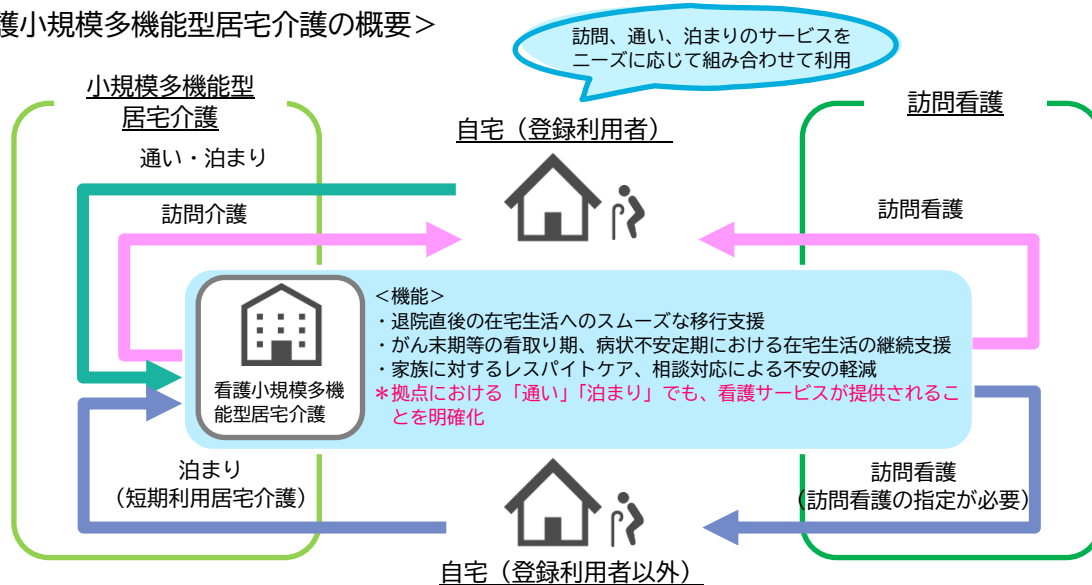 護小規模多機能型居宅介護の概要＞
訪問、通い、泊まりのサービスを
ニーズに応じて組み合わせて利用
小規模多機能型
居宅介護
自宅（登録利用者）
訪問看護
通い・泊まり
訪問介護
訪問看護
＜機能＞
・退院直後の在宅生活へのスムーズな移行支援
・がん末期等の看取り期、病状不安定期における在宅生活の継続支援
・家族に対するレスパイトケア、相談対応による不安の軽減
＊拠点における「通い」「泊まり」でも、看護サービスが提供されるこ
とを明確化
看護小規模多機
能型居宅介護
泊まり
（短期利用居宅介護）
訪問看護
（訪問看護の指定が必要）
自宅（登録利用者以外）